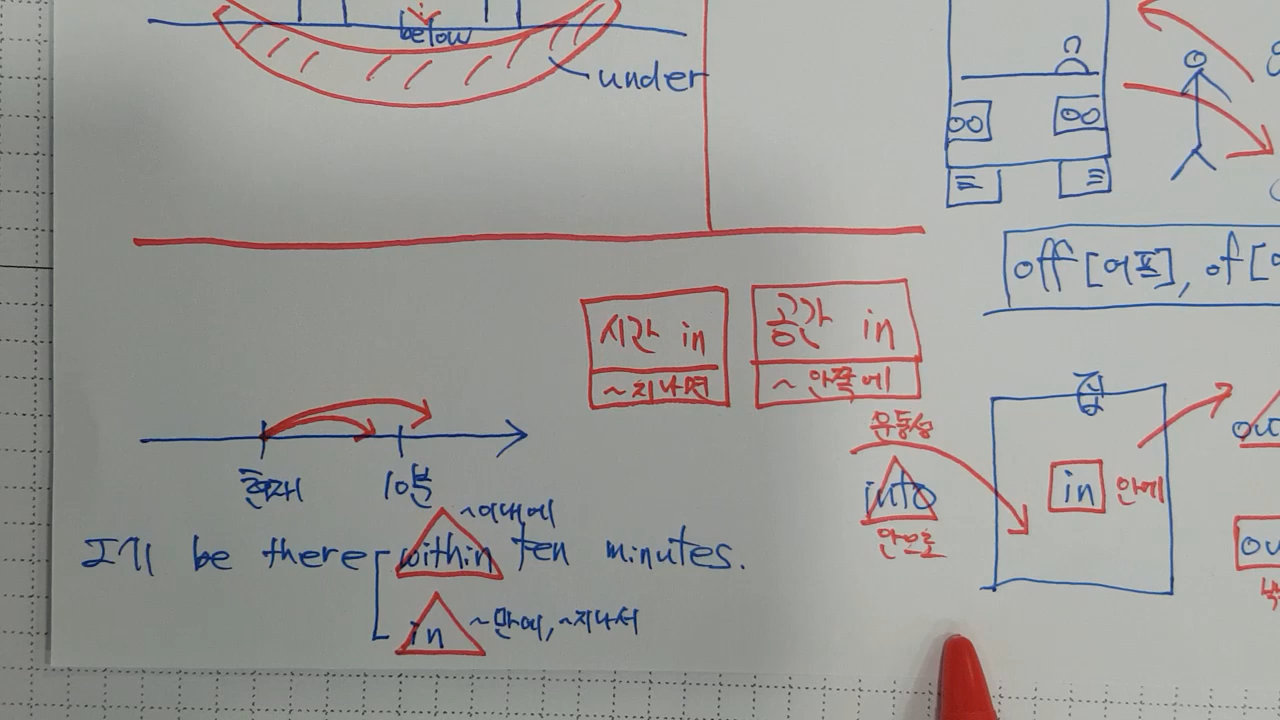 below
under
off [어프], of [
시간 in
~지나면
공간 in
~안쪽에
현재
10분
~이내에
I'll be there within ten minutes.
in ~만에, ~지나서
운동성
into
안으로
집
in 안에